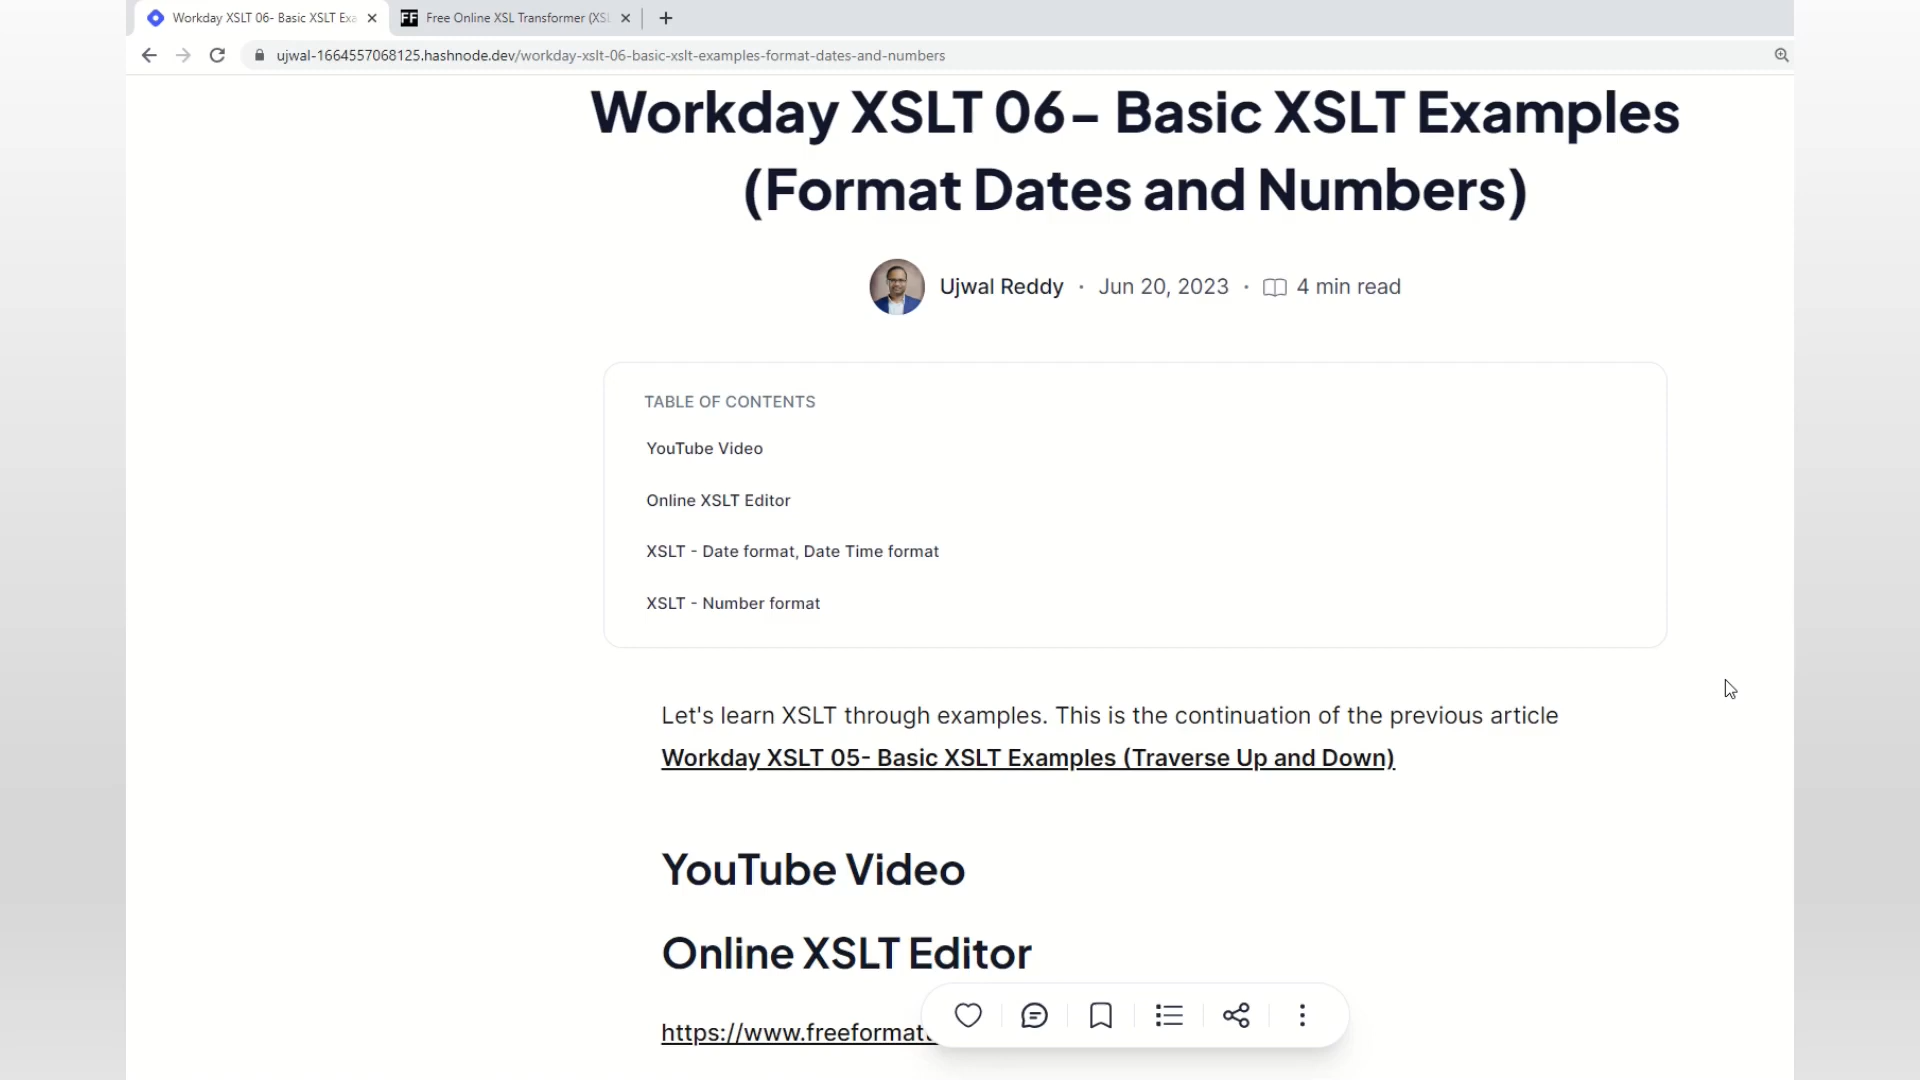 Workday XSLT 06- Basic XSLT Exa
FF
Free Online XSL Transformer (XSL
ujwal-1664557068125.hashnode.dev/workday-xslt-06-basic-xslt-examples-format-dates-and-numbers
Workday XSLT 06– Basic XSLT Examples
(Format Dates and Numbers)
Ujwal Reddy · Jun 20, 2023 · 4 min read
TABLE OF CONTENTS
YouTube Video
Online XSLT Editor
XSLT - Date format, Date Time format
XSLT - Number format
Let's learn XSLT through examples. This is the continuation of the previous article
Workday XSLT 05- Basic XSLT Examples (Traverse Up and Down)
YouTube Video
Online XSLT Editor
https://www.freeformatt